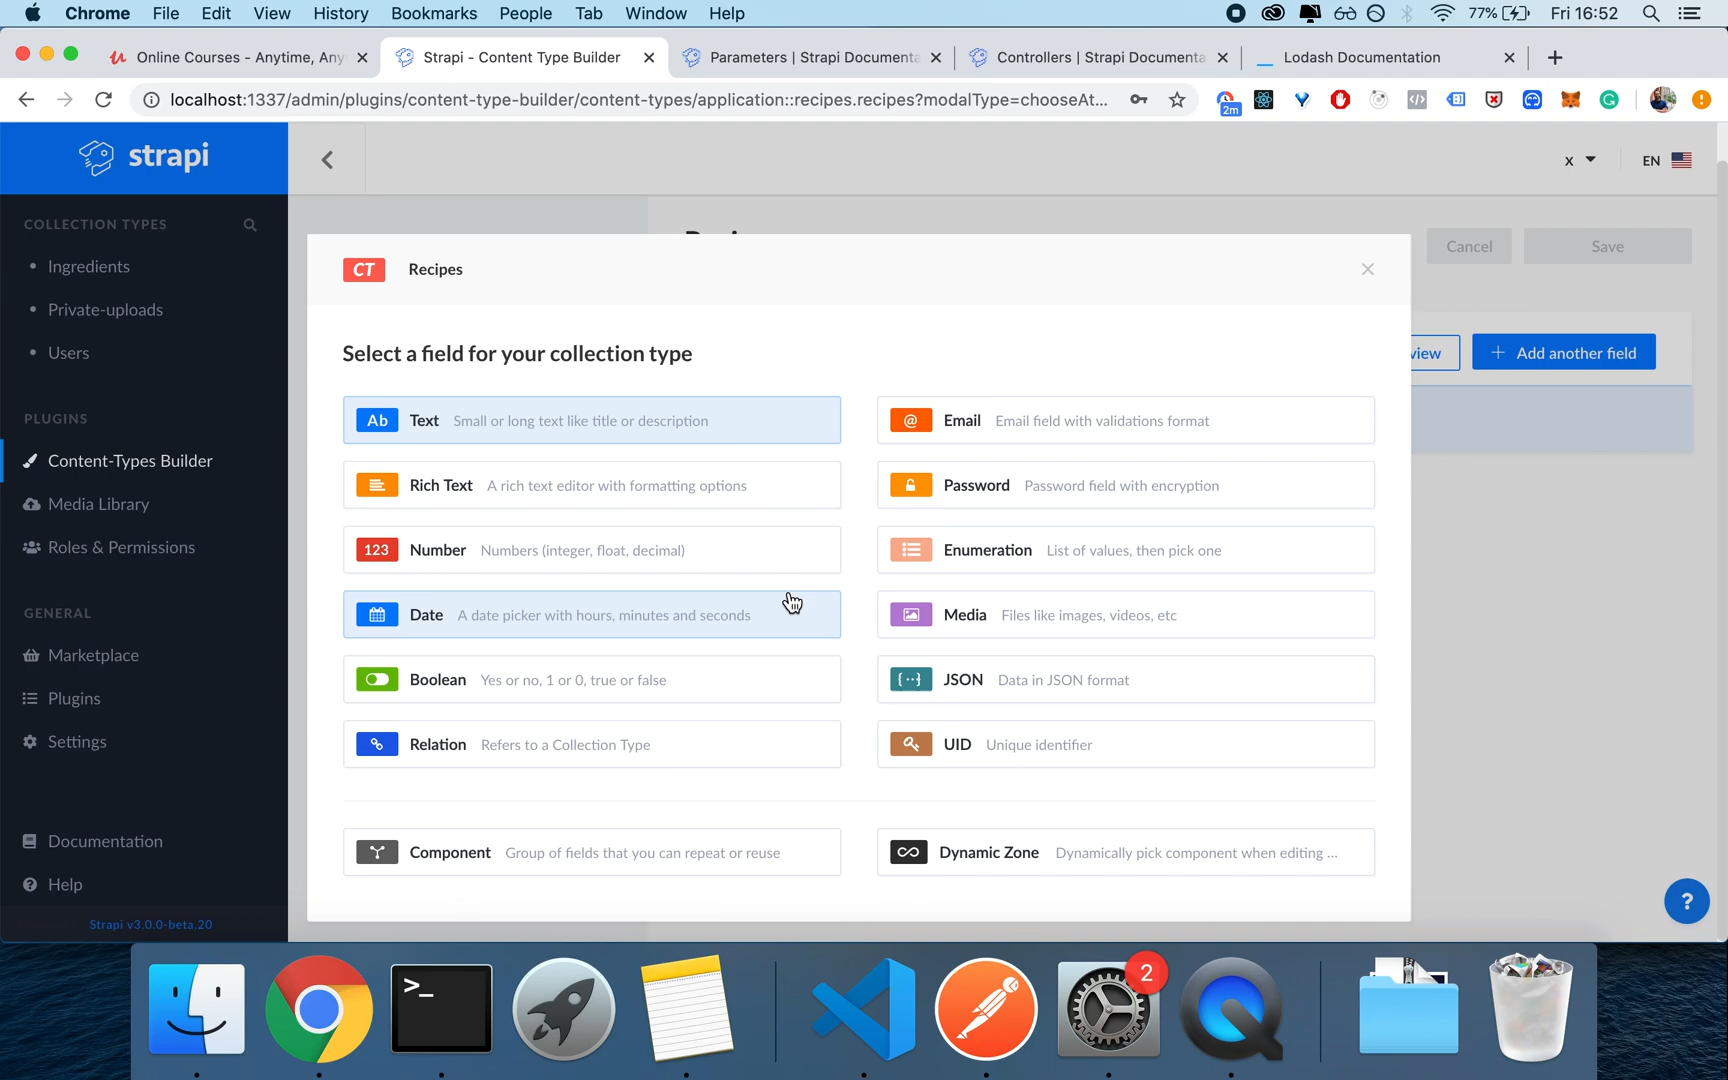 Chrome File Edit View History Bookmarks People Tab Window Help 77% Fri 16:52
Online Courses - Anytime, Any
Strapi - Content Type Builder
Parameters | Strapi Documenta
Controllers | Strapi Documenta
Lodash Documentation
localhost:1337/admin/plugins/content-type-builder/content-types/application::recipes.recipes?modalType=chooseAt...
2m
strapi
x
EN
COLLECTION TYPES
Ingredients
Private-uploads
Users
PLUGINS
Content-Types Builder
Media Library
Roles & Permissions
GENERAL
Marketplace
Plugins
Settings
Documentation
Help
Strapi v3.0.0-beta.20
Cancel
Save
view
+ Add another field
CT Recipes
Select a field for your collection type
Ab Text Small or long text like title or description
@ Email Email field with validations format
Rich Text A rich text editor with formatting options
Password Password field with encryption
123 Number Numbers (integer, float, decimal)
Enumeration List of values, then pick one
Date A date picker with hours, minutes and seconds
Media Files like images, videos, etc
Boolean Yes or no, 1 or 0, true or false
JSON Data in JSON format
Relation Refers to a Collection Type
UID Unique identifier
Component Group of fields that you can repeat or reuse
Dynamic Zone Dynamically pick component when editing ...
?
2